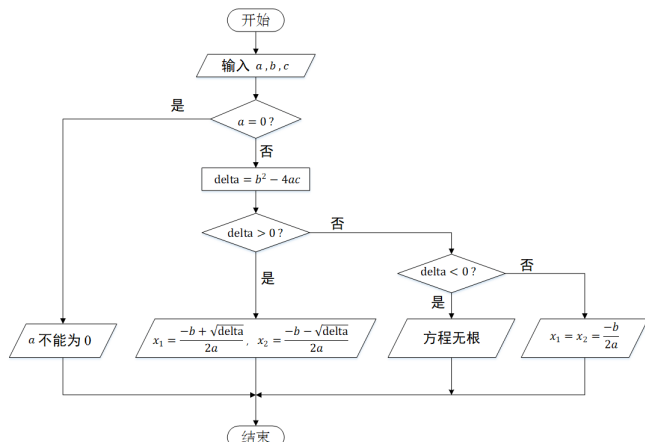 开始
输入 a , b , c
是
a = 0 ?
否
delta = b² − 4ac
delta > 0 ?
否
是
delta < 0 ?
否
是
a 不能为 0
x₁ = (−b + √delta)/(2a), x₂ = (−b − √delta)/(2a)
方程无根
x₁ = x₂ = −b/(2a)
结束